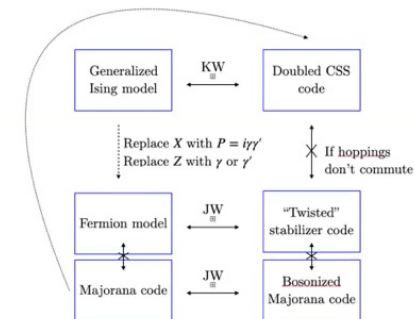 Generalized
Ising model
KW
⊞
Doubled CSS
code
Replace X with P = iγγ′
Replace Z with γ or γ′
If hoppings
don't commute
Fermion model
JW
⊞
"Twisted"
stabilizer code
Majorana code
JW
⊞
Bosonized
Majorana code